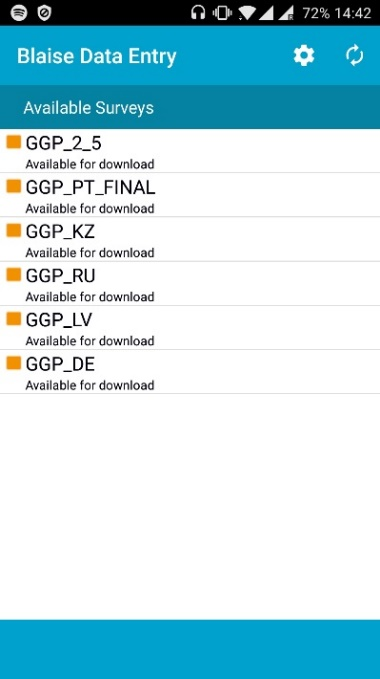 72% 14:42
Blaise Data Entry
Available Surveys
GGP_2_5
Available for download
GGP_PT_FINAL
Available for download
GGP_KZ
Available for download
GGP_RU
Available for download
GGP_LV
Available for download
GGP_DE
Available for download